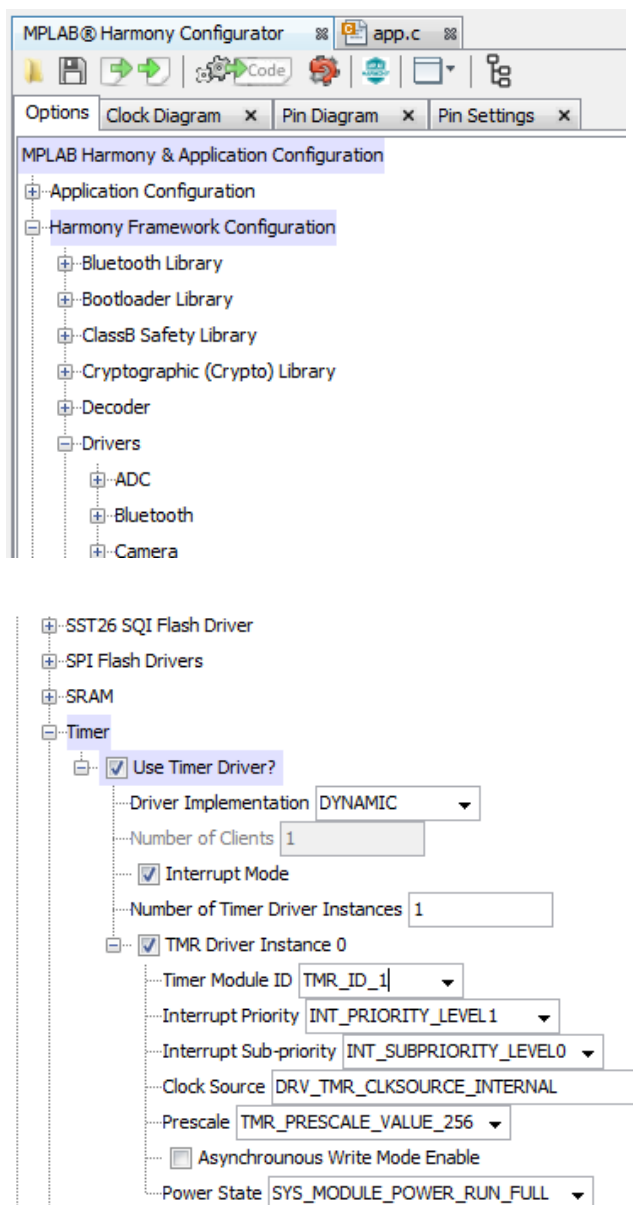 MPLAB® Harmony Configurator app.c
Code
Options Clock Diagram Pin Diagram Pin Settings
MPLAB Harmony & Application Configuration
Application Configuration
Harmony Framework Configuration
Bluetooth Library
Bootloader Library
ClassB Safety Library
Cryptographic (Crypto) Library
Decoder
Drivers
ADC
Bluetooth
Camera
SST26 SQI Flash Driver
SPI Flash Drivers
SRAM
Timer
Use Timer Driver?
Driver Implementation DYNAMIC
Number of Clients 1
Interrupt Mode
Number of Timer Driver Instances 1
TMR Driver Instance 0
Timer Module ID TMR_ID_1
Interrupt Priority INT_PRIORITY_LEVEL1
Interrupt Sub-priority INT_SUBPRIORITY_LEVEL0
Clock Source DRV_TMR_CLKSOURCE_INTERNAL
Prescale TMR_PRESCALE_VALUE_256
Asynchrounous Write Mode Enable
Power State SYS_MODULE_POWER_RUN_FULL